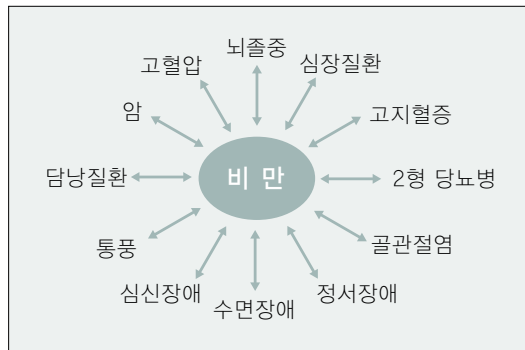 뇌졸중
고혈압
심장질환
암
고지혈증
담낭질환
비 만
2형 당뇨병
통풍
골관절염
심신장애
수면장애
정서장애